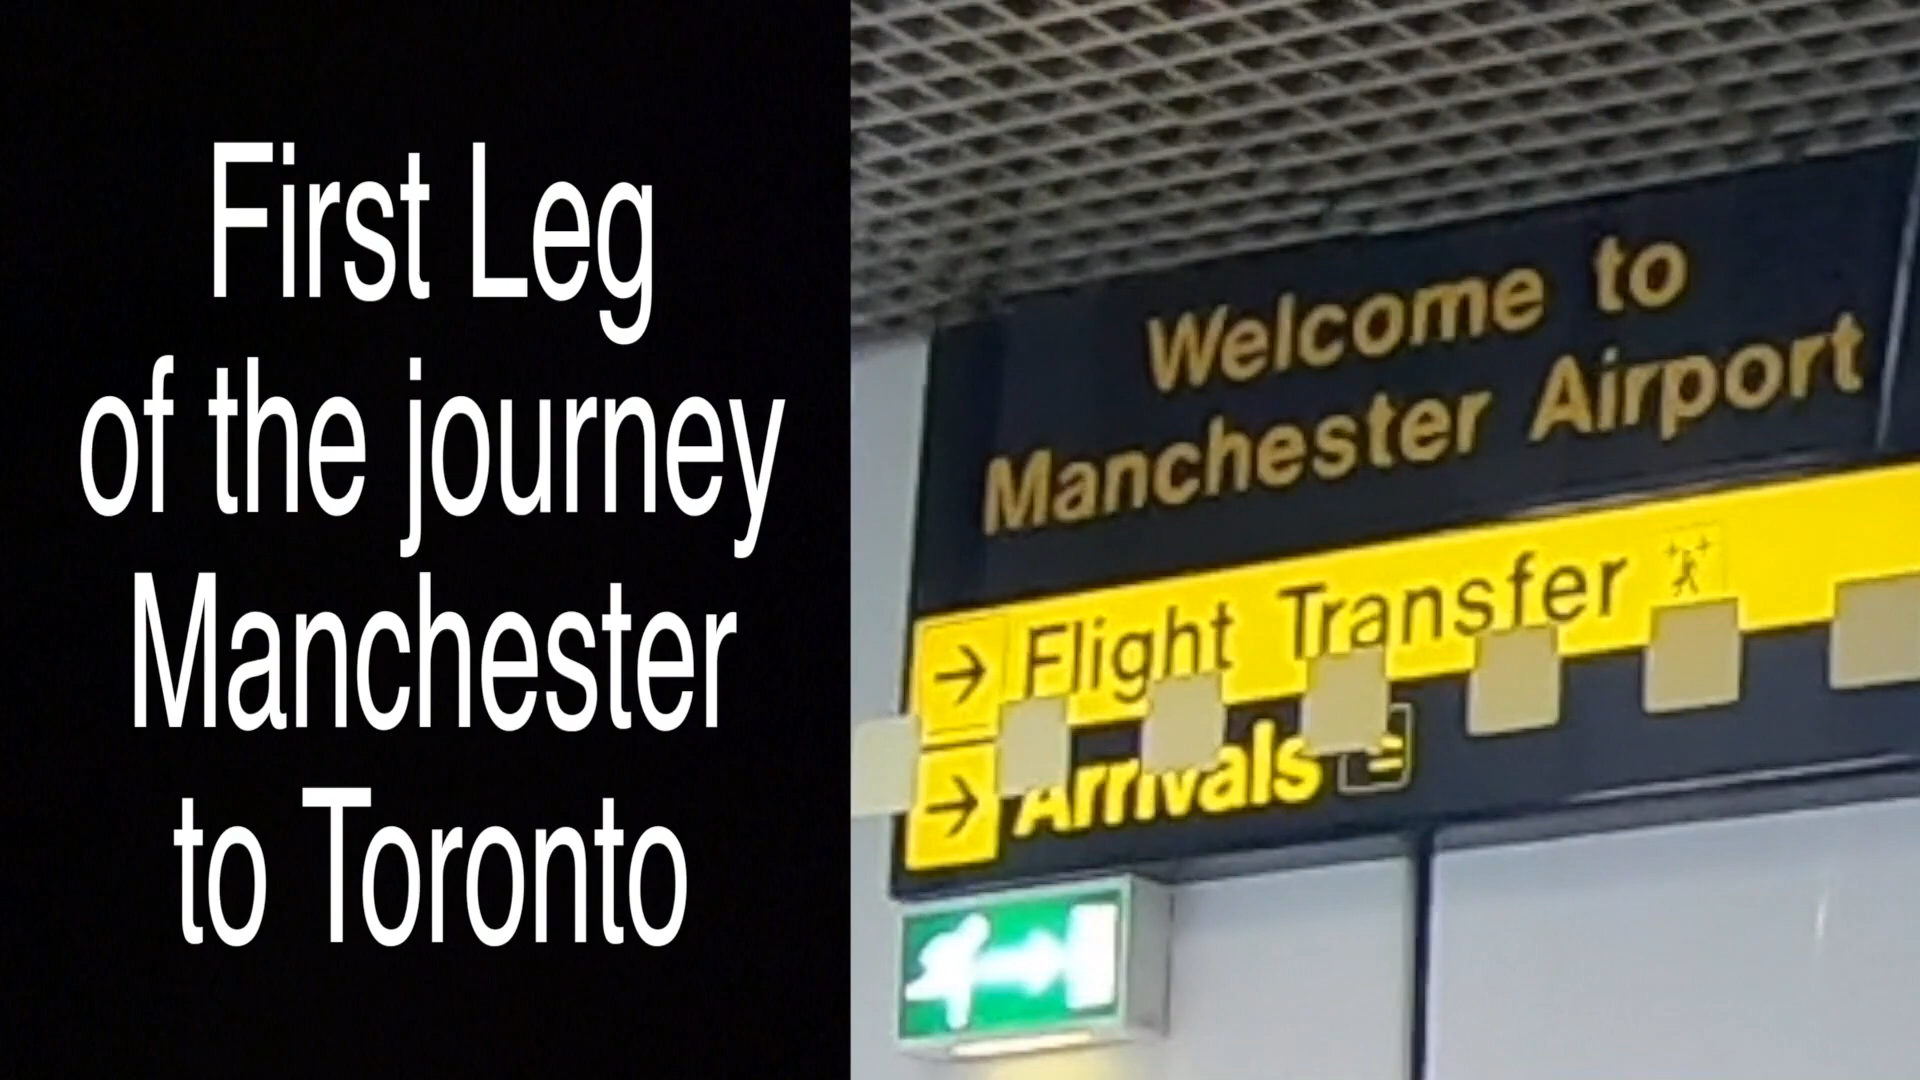 First Leg
of the journey
Manchester
to Toronto
Welcome to
Manchester Airport
→ Flight Transfer
→ Arrivals